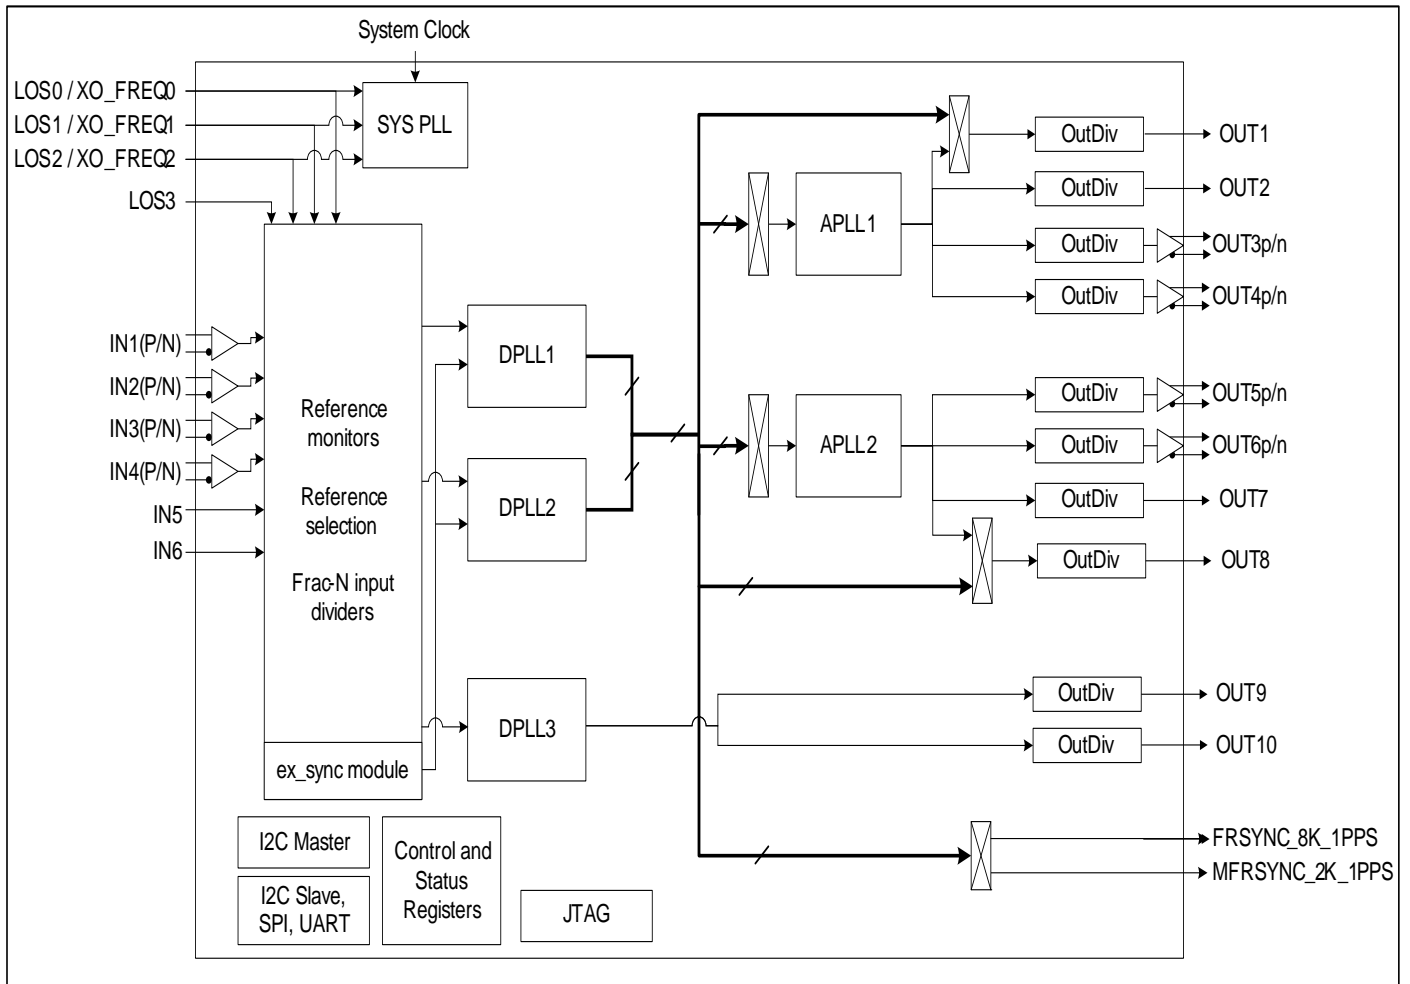 System Clock
LOS0 / XO_FREQ0
LOS1 / XO_FREQ1
LOS2 / XO_FREQ2
LOS3
SYS PLL
IN1(P/N)
IN2(P/N)
IN3(P/N)
IN4(P/N)
IN5
IN6
Reference
monitors
Reference
selection
Frac-N input
dividers
ex_sync module
DPLL1
DPLL2
DPLL3
APLL1
APLL2
OutDiv
OUT1
OutDiv
OUT2
OutDiv
OUT3p/n
OutDiv
OUT4p/n
OutDiv
OUT5p/n
OutDiv
OUT6p/n
OutDiv
OUT7
OutDiv
OUT8
OutDiv
OUT9
OutDiv
OUT10
FRSYNC_8K_1PPS
MFRSYNC_2K_1PPS
I2C Master
I2C Slave,
SPI, UART
Control and
Status
Registers
JTAG